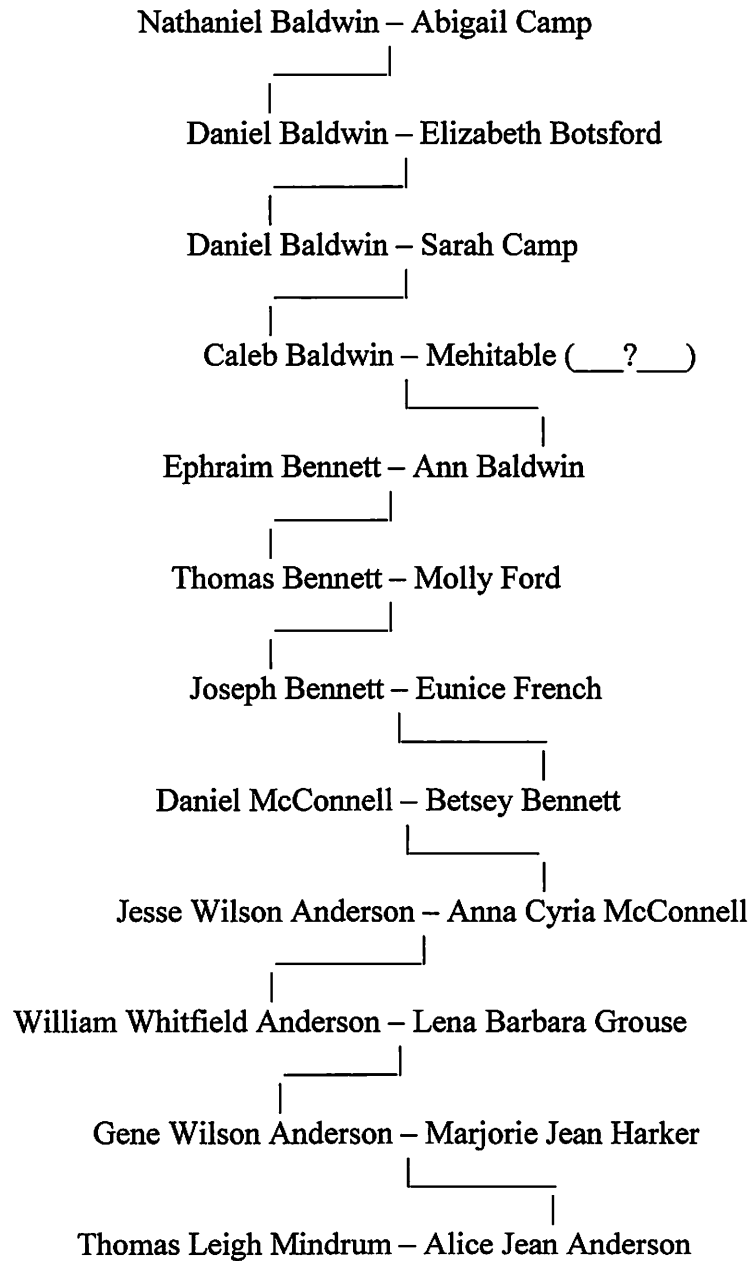 Nathaniel Baldwin – Abigail Camp
Daniel Baldwin – Elizabeth Botsford
Daniel Baldwin – Sarah Camp
Caleb Baldwin – Mehitable (___?___)
Ephraim Bennett – Ann Baldwin
Thomas Bennett – Molly Ford
Joseph Bennett – Eunice French
Daniel McConnell – Betsey Bennett
Jesse Wilson Anderson – Anna Cyria McConnell
William Whitfield Anderson – Lena Barbara Grouse
Gene Wilson Anderson – Marjorie Jean Harker
Thomas Leigh Mindrum – Alice Jean Anderson